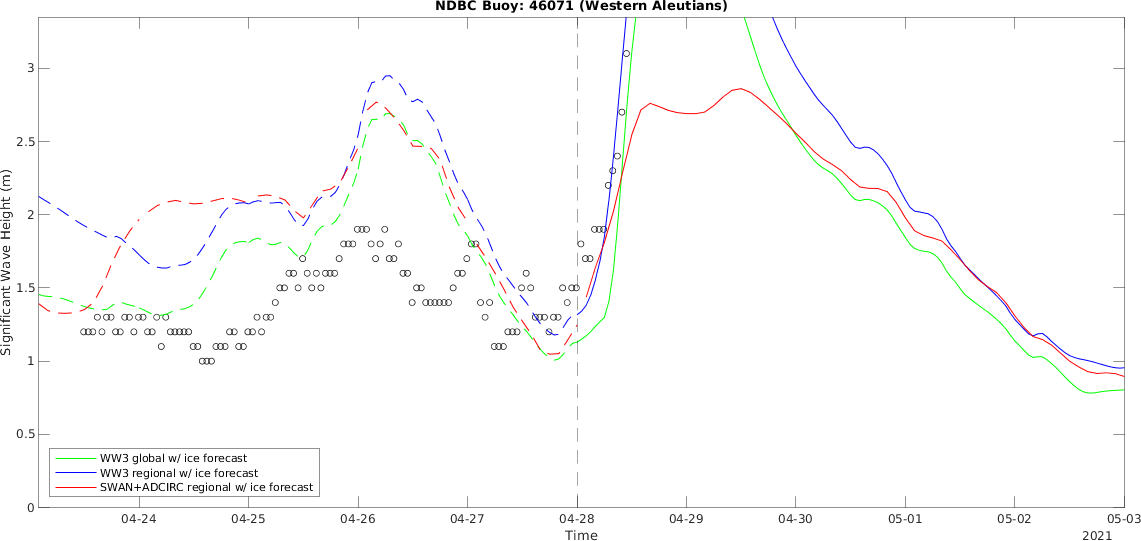 NDBC Buoy: 46071 (Western Aleutians)
Significant Wave Height (m)
3
2.5
2
1.5
1
0.5
0
WW3 global w/ ice forecast
WW3 regional w/ ice forecast
SWAN+ADCIRC regional w/ ice forecast
04-24 04-25 04-26 04-27 04-28 04-29 04-30 05-01 05-02 05-03
Time
2021